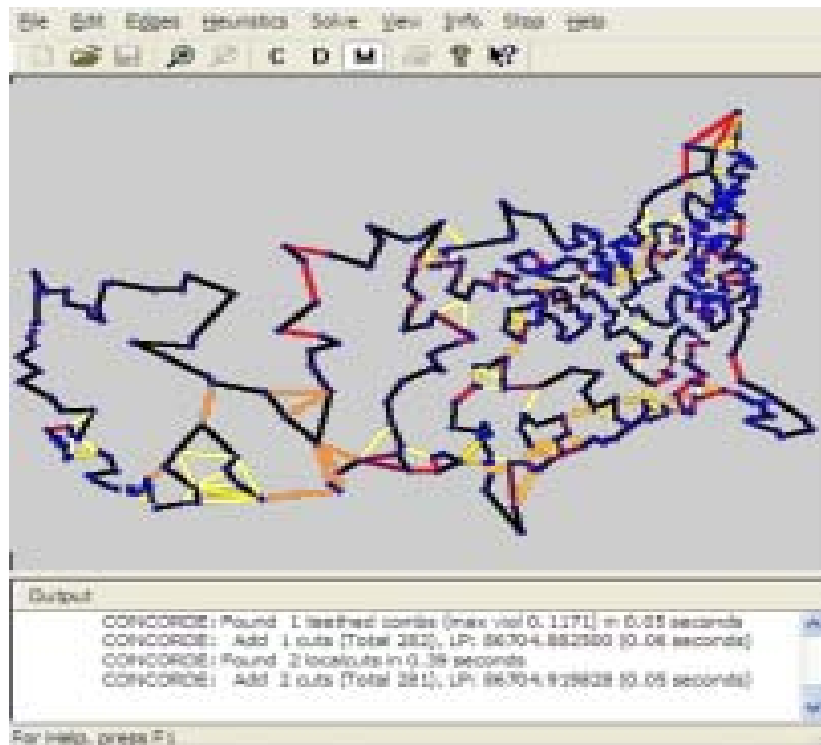 File Edit Edges Heuristics Solve View Info Stop Help
C D M
Output
CONCORDE: Found 1 teethed combs (max viol 0.1171) in 0.05 seconds
CONCORDE: Add 1 cuts (Total 282), LP: 86704.882580 (0.06 seconds)
CONCORDE: Found 2 localcuts in 0.39 seconds
CONCORDE: Add 2 cuts (Total 281), LP: 86704.919828 (0.05 seconds)
For Help, press F1